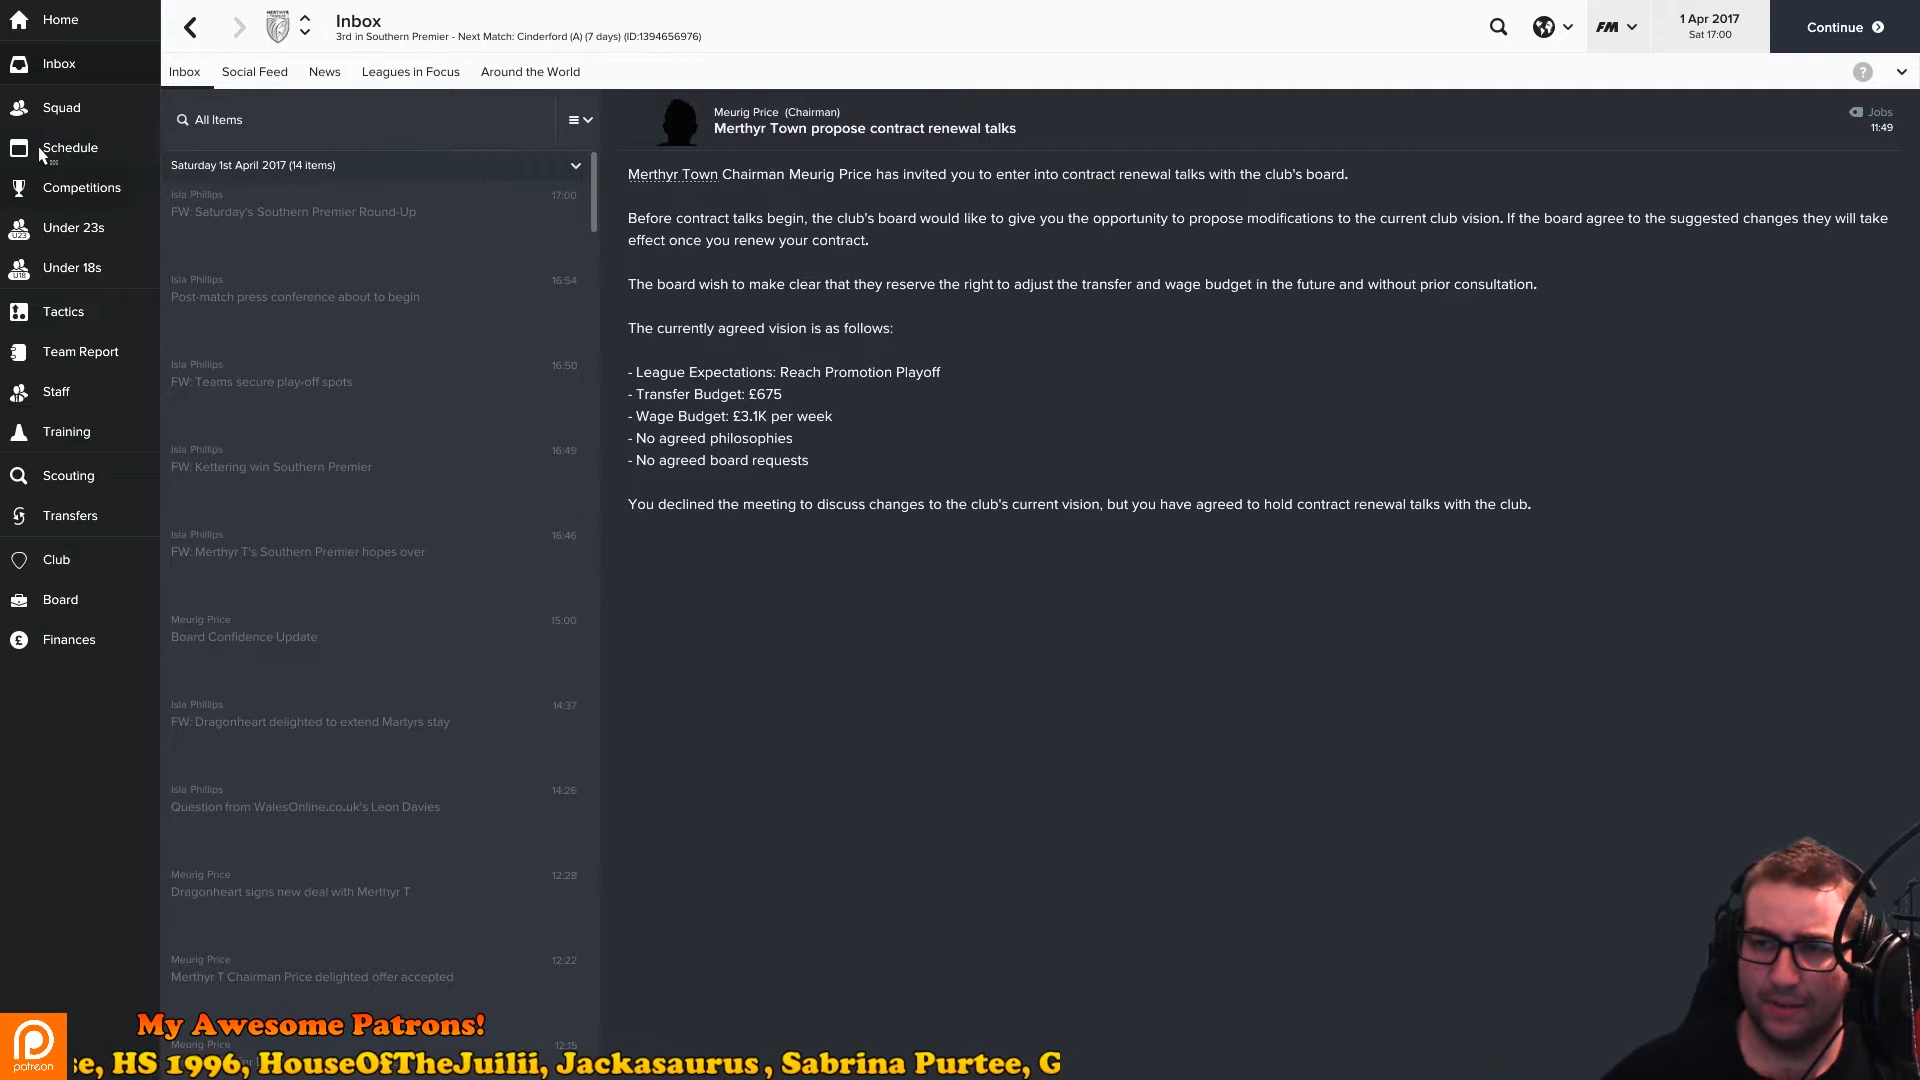 Home
Inbox
Squad
Schedule
Competitions
Under 23s
Under 18s
Tactics
Team Report
Staff
Training
Scouting
Transfers
Club
Board
Finances
Inbox
3rd in Southern Premier - Next Match: Cinderford (A) (7 days) (ID:1394656976)
FM
1 Apr 2017
Sat 17:00
Continue
Inbox Social Feed News Leagues in Focus Around the World
?
All Items
Saturday 1st April 2017 (14 items)
Isla Phillips 17:00
FW: Saturday's Southern Premier Round-Up
Isla Phillips 16:54
Post-match press conference about to begin
Isla Phillips 16:50
FW: Teams secure play-off spots
Isla Phillips 16:49
FW: Kettering win Southern Premier
Isla Phillips 16:46
FW: Merthyr T's Southern Premier hopes over
Meurig Price 15:00
Board Confidence Update
Isla Phillips 14:37
FW: Dragonheart delighted to extend Martyrs stay
Isla Phillips 14:26
Question from WalesOnline.co.uk's Leon Davies
Meurig Price 12:28
Dragonheart signs new deal with Merthyr T
Meurig Price 12:22
Merthyr T Chairman Price delighted offer accepted
Meurig Price 12:15
Meurig Price (Chairman)
Merthyr Town propose contract renewal talks
Jobs
11:49
Merthyr Town Chairman Meurig Price has invited you to enter into contract renewal talks with the club's board.
Before contract talks begin, the club's board would like to give you the opportunity to propose modifications to the current club vision. If the board agree to the suggested changes they will take
effect once you renew your contract.
The board wish to make clear that they reserve the right to adjust the transfer and wage budget in the future and without prior consultation.
The currently agreed vision is as follows:
- League Expectations: Reach Promotion Playoff
- Transfer Budget: £675
- Wage Budget: £3.1K per week
- No agreed philosophies
- No agreed board requests
You declined the meeting to discuss changes to the club's current vision, but you have agreed to hold contract renewal talks with the club.
patreon
My Awesome Patrons!
se, HS 1996, HouseOfTheJuilii, Jackasaurus , Sabrina Purtee, G